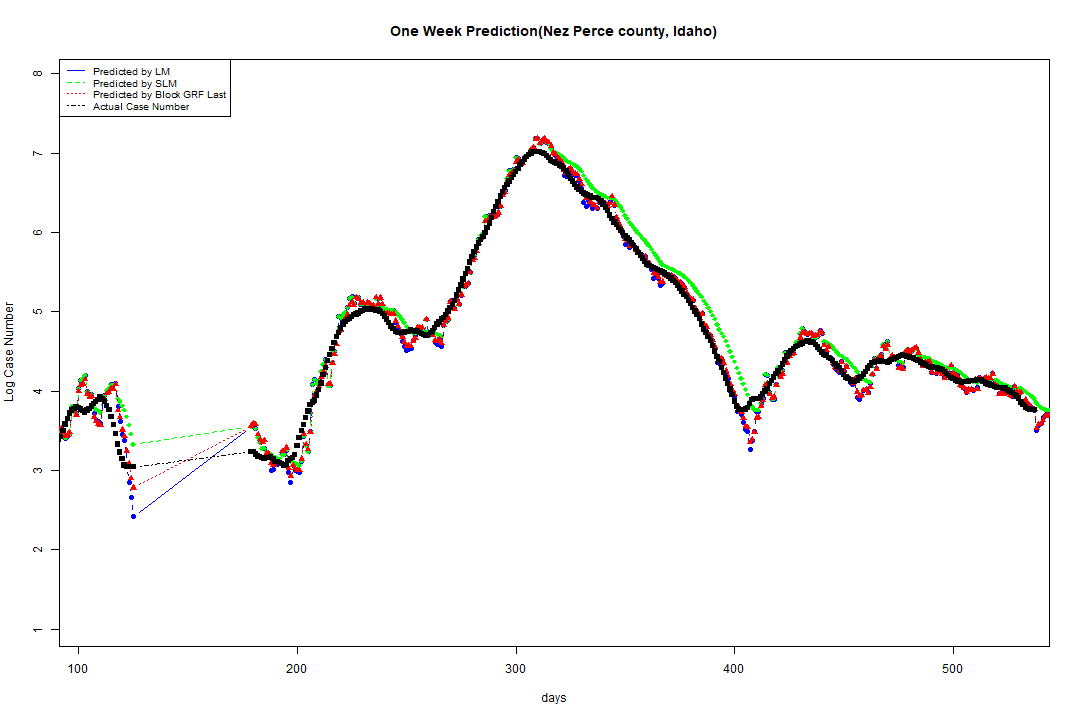 One Week Prediction(Nez Perce county, Idaho)
Predicted by LM
Predicted by SLM
Predicted by Block GRF Last
Actual Case Number
Log Case Number
8
7
6
5
4
3
2
1
100 200 300 400 500
days